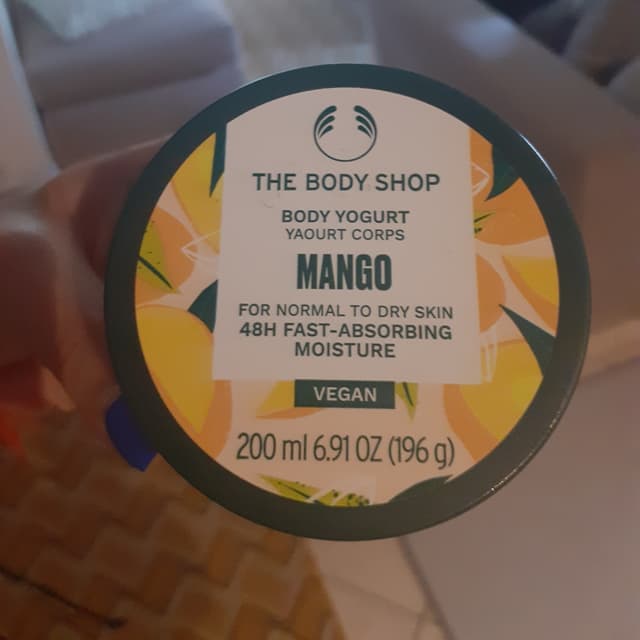 THE BODY SHOP
BODY YOGURT
YAOURT CORPS
MANGO
FOR NORMAL TO DRY SKIN
48H FAST-ABSORBING
MOISTURE
VEGAN
200 ml 6.91 OZ (196 g)